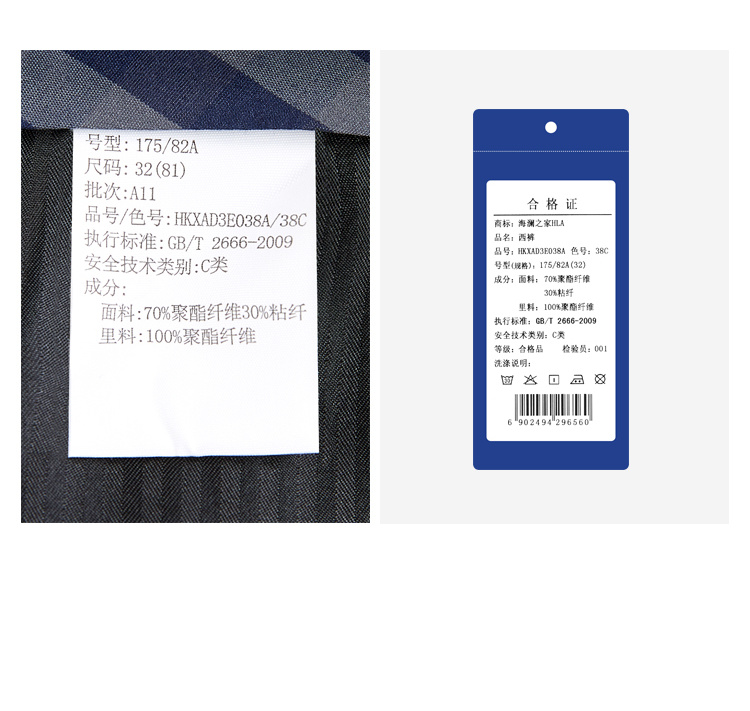 号型: 175/82A
尺码: 32(81)
批次:A11
品号/色号:HKXAD3E038A/38C
执行标准:GB/T 2666-2009
安全技术类别:C类
成分:
面料:70%聚酯纤维30%粘纤
里料:100%聚酯纤维
合格证
商标: 海澜之家HLA
品名: 西裤
品号: HKXAD3E038A 色号: 38C
号型(规格): 175/82A(32)
成分: 面料: 70%聚酯纤维
30%粘纤
里料: 100%聚酯纤维
执行标准: GB/T 2666-2009
安全技术类别: C类
等级: 合格品 检验员: 001
洗涤说明:
6 902494 296560